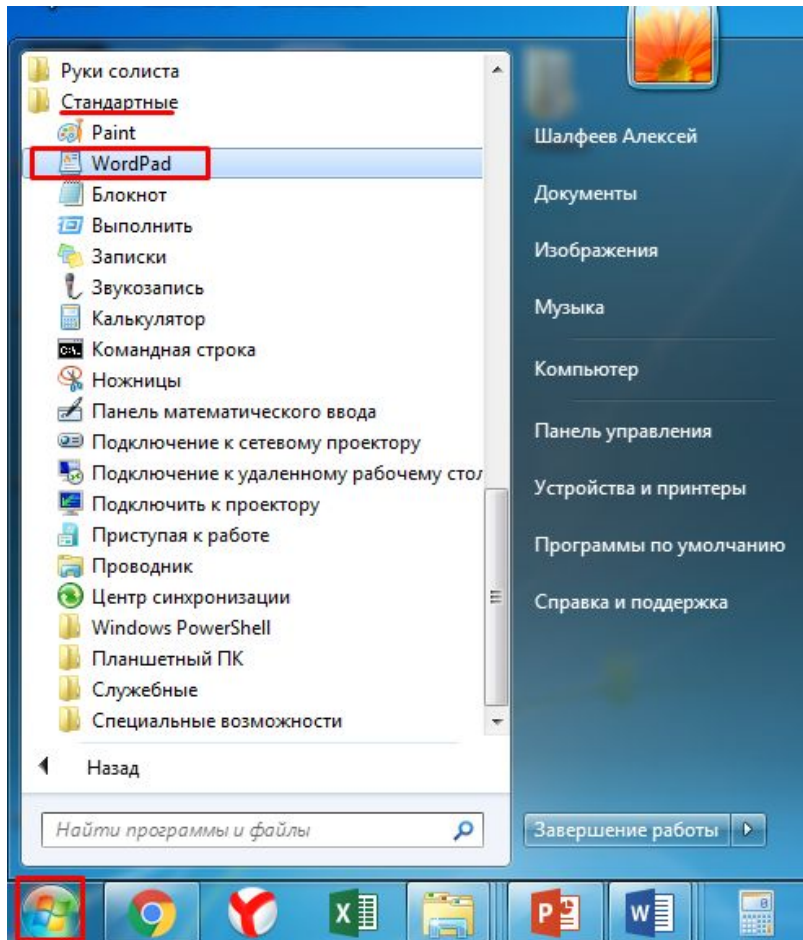 Руки солиста
Стандартные
Paint
WordPad
Блокнот
Выполнить
Записки
Звукозапись
Калькулятор
Командная строка
Ножницы
Панель математического ввода
Подключение к сетевому проектору
Подключение к удаленному рабочему стол
Подключить к проектору
Приступая к работе
Проводник
Центр синхронизации
Windows PowerShell
Планшетный ПК
Служебные
Специальные возможности
Назад
Найти программы и файлы
Шалфеев Алексей
Документы
Изображения
Музыка
Компьютер
Панель управления
Устройства и принтеры
Программы по умолчанию
Справка и поддержка
Завершение работы